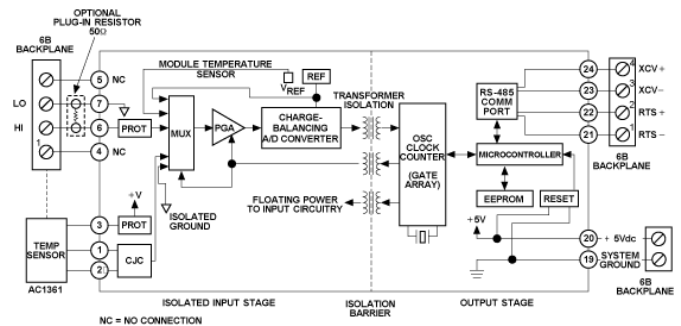 OPTIONAL
PLUG-IN RESISTOR
50Ω
6B
BACKPLANE
5 NC
LO
7
HI
6
PROT
1
4 NC
MODULE TEMPERATURE
SENSOR
VREF
REF
MUX
PGA
CHARGE-
BALANCING
A/D CONVERTER
TRANSFORMER
ISOLATION
OSC
CLOCK
COUNTER
(GATE
ARRAY)
RS-485
COMM
PORT
MICROCONTROLLER
EEPROM
RESET
24 4 XCV+
23 3 XCV–
22 2 RTS +
21 1 RTS –
6B
BACKPLANE
FLOATING POWER
TO INPUT CIRCUITRY
ISOLATED
GROUND
+V
3
PROT
TEMP
SENSOR
1
2
CJC
AC1361
+5V
20 + 5Vdc
19 SYSTEM
GROUND
6B
BACKPLANE
ISOLATED INPUT STAGE
ISOLATION
BARRIER
OUTPUT STAGE
NC = NO CONNECTION